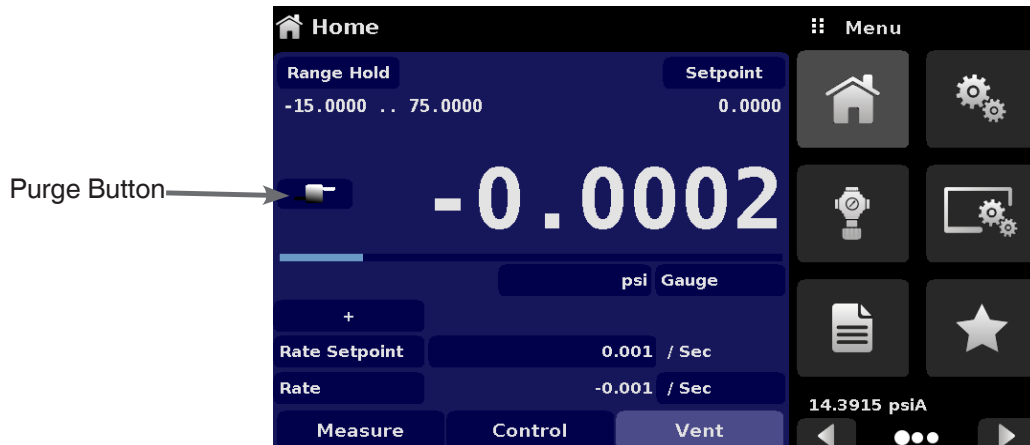 Home
Menu
Range Hold
Setpoint
-15.0000 .. 75.0000
0.0000
Purge Button
-0.0002
psi Gauge
+
Rate Setpoint 0.001 / Sec
Rate -0.001 / Sec
Measure Control Vent
14.3915 psiA